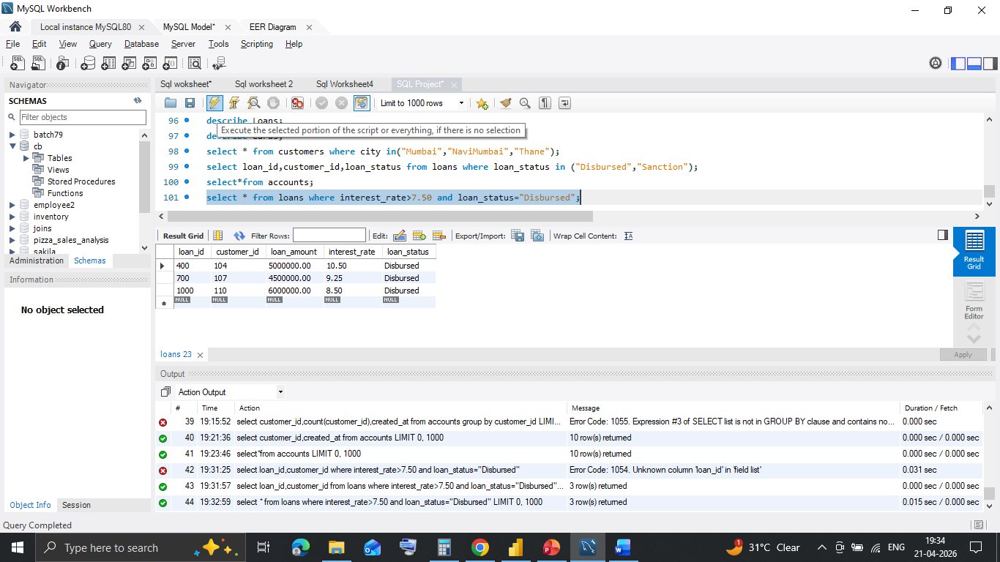 MySQL Workbench
Local instance MySQL80 MySQL Model* EER Diagram
File Edit View Query Database Server Tools Scripting Help
Navigator
SCHEMAS
Filter objects
batch79
cb
Tables
Views
Stored Procedures
Functions
employee2
inventory
joins
pizza_sales_analysis
sakila
Administration Schemas
Information
No object selected
Object Info Session
Sql woksheet* Sql worksheet 2 Sql Worksheet4 SQL Project*
Limit to 1000 rows
96 describe Loans;
97 describe
Execute the selected portion of the script or everything, if there is no selection
98 select * from customers where city in("Mumbai","NaviMumbai","Thane");
99 select loan_id,customer_id,loan_status from loans where loan_status in ("Disbursed","Sanction");
100 select*from accounts;
101 select * from loans where interest_rate>7.50 and loan_status="Disbursed";
Result Grid Filter Rows: Edit: Export/Import: Wrap Cell Content: IA
loan_id customer_id loan_amount interest_rate loan_status
400 104 5000000.00 10.50 Disbursed
700 107 4500000.00 9.25 Disbursed
1000 110 6000000.00 8.50 Disbursed
NULL NULL NULL NULL NULL
Result
Grid
Form
Editor
loans 23 Apply
Output
Action Output
# Time Action Message Duration / Fetch
39 19:15:52 select customer_id,count(customer_id),created_at from accounts group by customer_id LIMI... Error Code: 1055. Expression #3 of SELECT list is not in GROUP BY clause and contains no... 0.000 sec
40 19:21:36 select customer_id,created_at from accounts LIMIT 0, 1000 10 row(s) returned 0.000 sec / 0.000 sec
41 19:23:46 select*from accounts LIMIT 0, 1000 10 row(s) returned 0.000 sec / 0.000 sec
42 19:31:25 select loan_id,customer_id where interest_rate>7.50 and loan_status="Disbursed" Error Code: 1054. Unknown column 'loan_id' in 'field list' 0.031 sec
43 19:31:57 select loan_id,customer_id from loans where interest_rate>7.50 and loan_status="Disbursed"... 3 row(s) returned 0.000 sec / 0.000 sec
44 19:32:59 select * from loans where interest_rate>7.50 and loan_status="Disbursed" LIMIT 0, 1000 3 row(s) returned 0.015 sec / 0.000 sec
Query Completed
Type here to search
1
31°C Clear ENG
19:34
21-04-2026